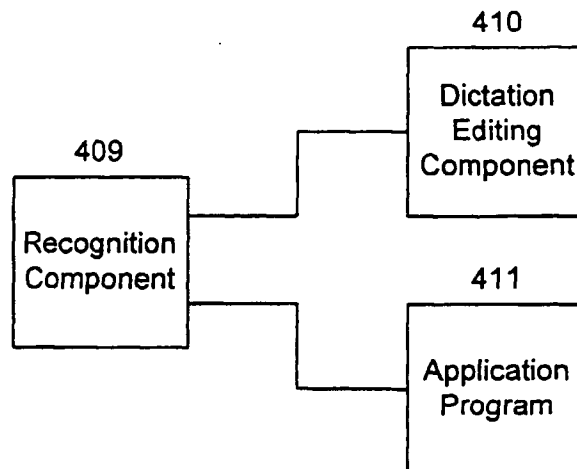 410
Dictation
Editing
Component
409
Recognition
Component
411
Application
Program